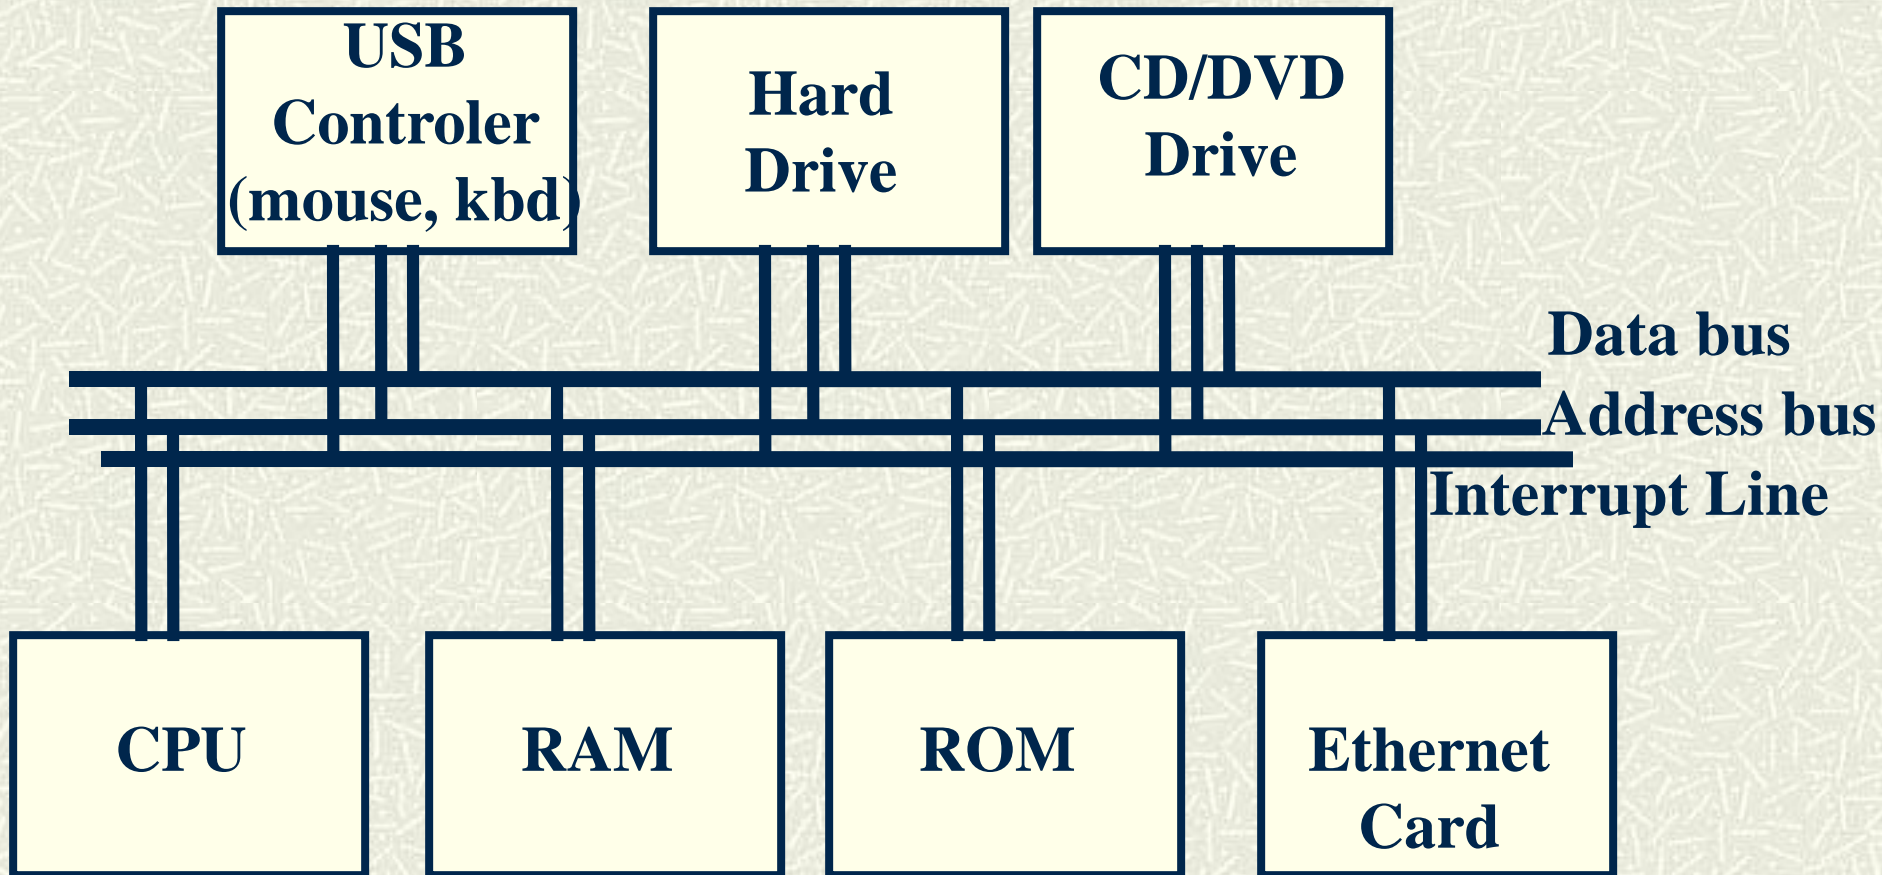 USB
Controler
(mouse, kbd)
Hard
Drive
CD/DVD
Drive
Data bus
Address bus
Interrupt Line
CPU
RAM
ROM
Ethernet
Card